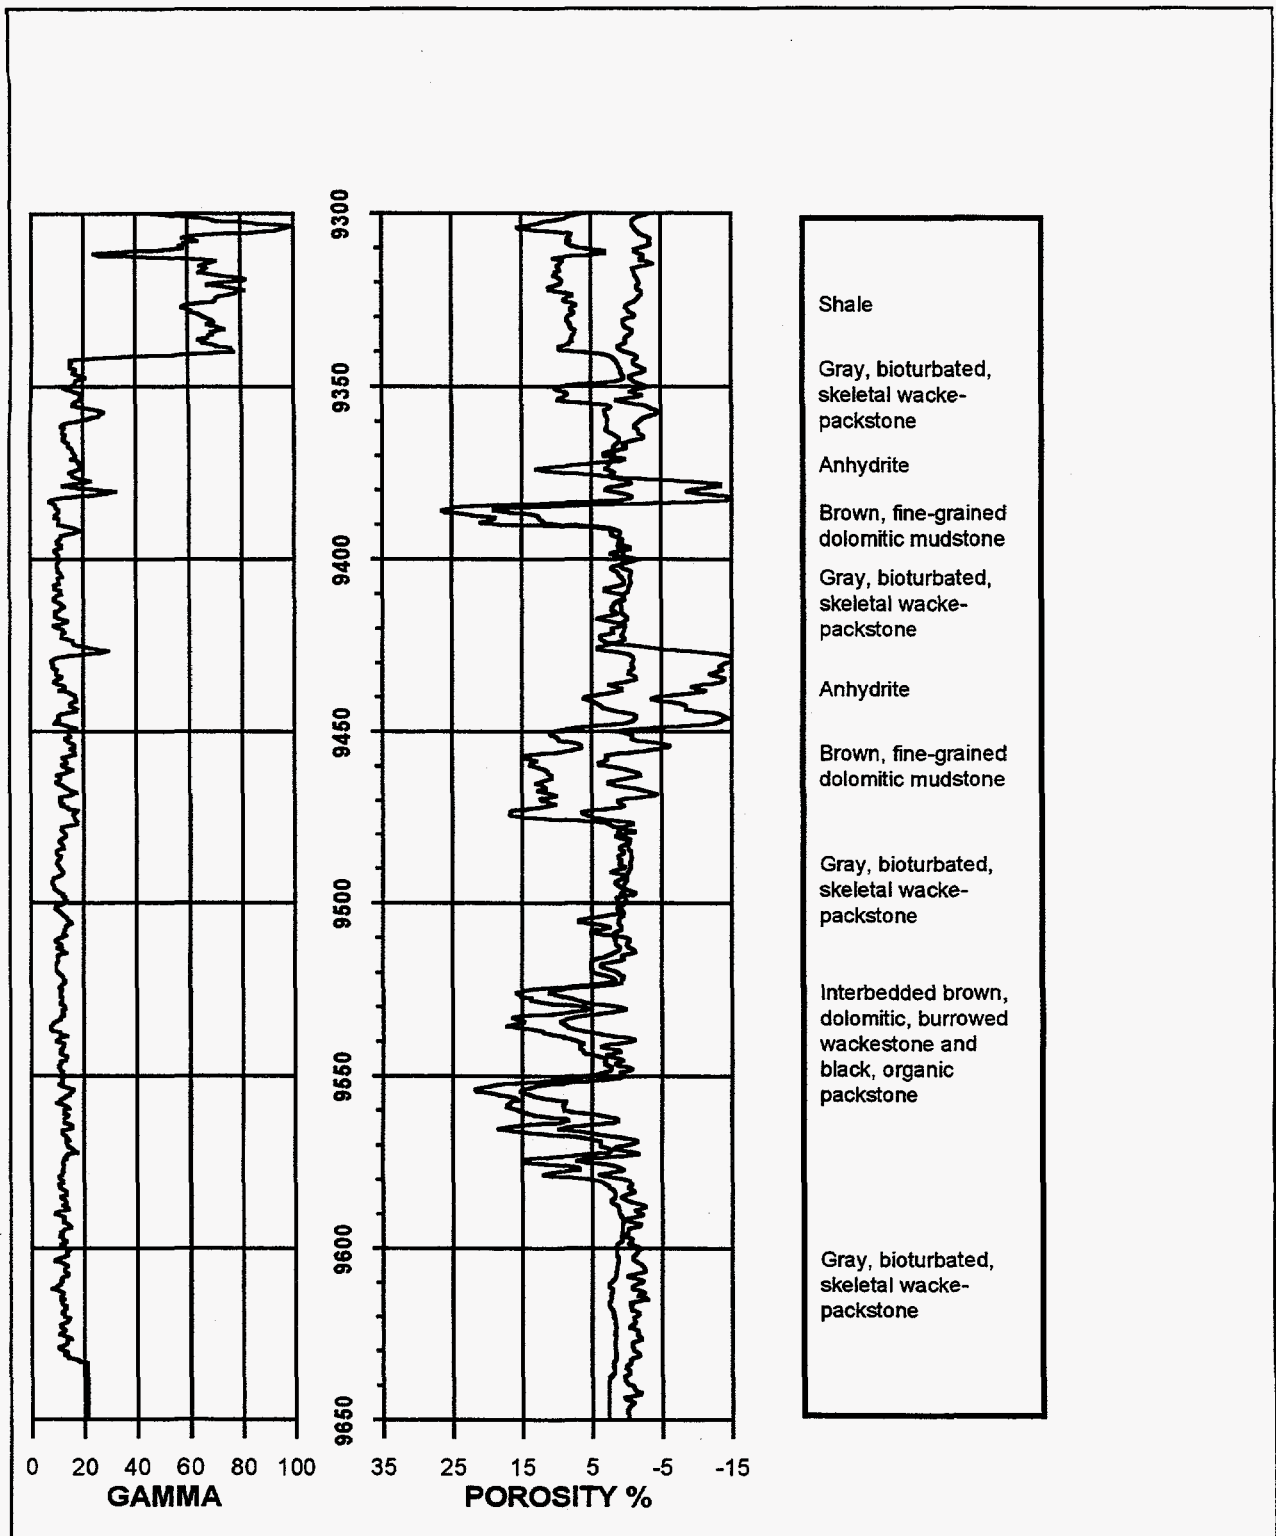 9300
9350
9400
9450
9500
9550
9600
9650
Shale
Gray, bioturbated,
skeletal wacke-
packstone
Anhydrite
Brown, fine-grained
dolomitic mudstone
Gray, bioturbated,
skeletal wacke-
packstone
Anhydrite
Brown, fine-grained
dolomitic mudstone
Gray, bioturbated,
skeletal wacke-
packstone
Interbedded brown,
dolomitic, burrowed
wackestone and
black, organic
packstone
Gray, bioturbated,
skeletal wacke-
packstone
0 20 40 60 80 100
GAMMA
35 25 15 5 -5 -15
POROSITY %